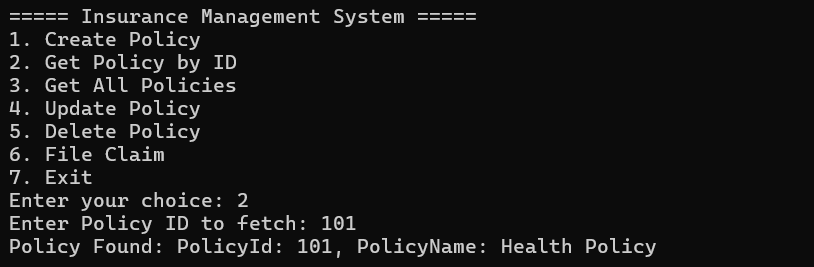 ===== Insurance Management System =====
1. Create Policy
2. Get Policy by ID
3. Get All Policies
4. Update Policy
5. Delete Policy
6. File Claim
7. Exit
Enter your choice: 2
Enter Policy ID to fetch: 101
Policy Found: PolicyId: 101, PolicyName: Health Policy